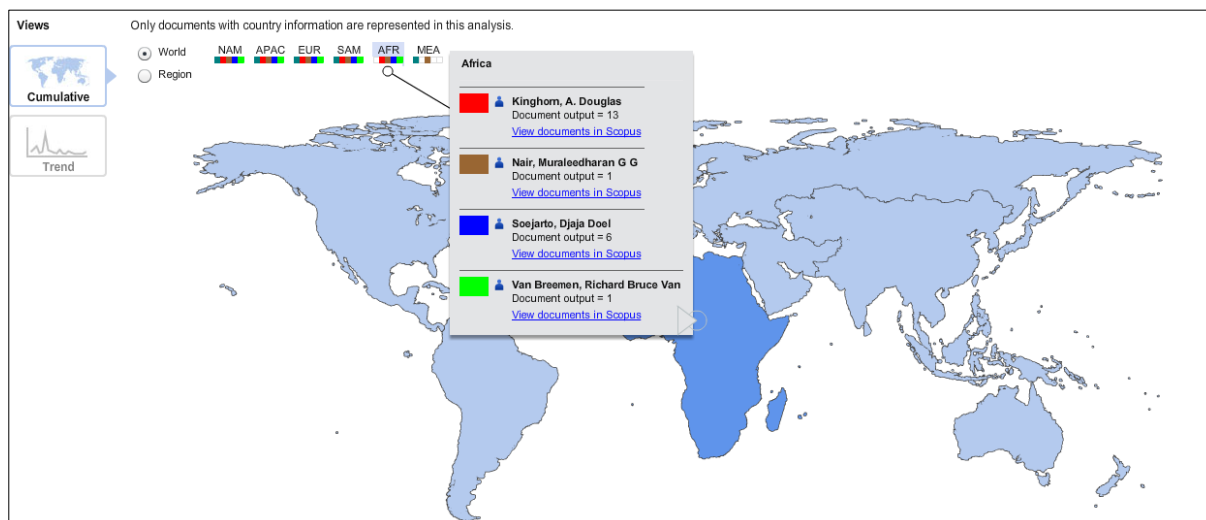 Views
Only documents with country information are represented in this analysis.
World
Region
NAM APAC EUR SAM AFR MEA
Cumulative
Trend
Africa
Kinghorn, A. Douglas
Document output = 13
View documents in Scopus
Nair, Muraleedharan G G
Document output = 1
View documents in Scopus
Soejarto, Djaja Doel
Document output = 6
View documents in Scopus
Van Breemen, Richard Bruce Van
Document output = 1
View documents in Scopus